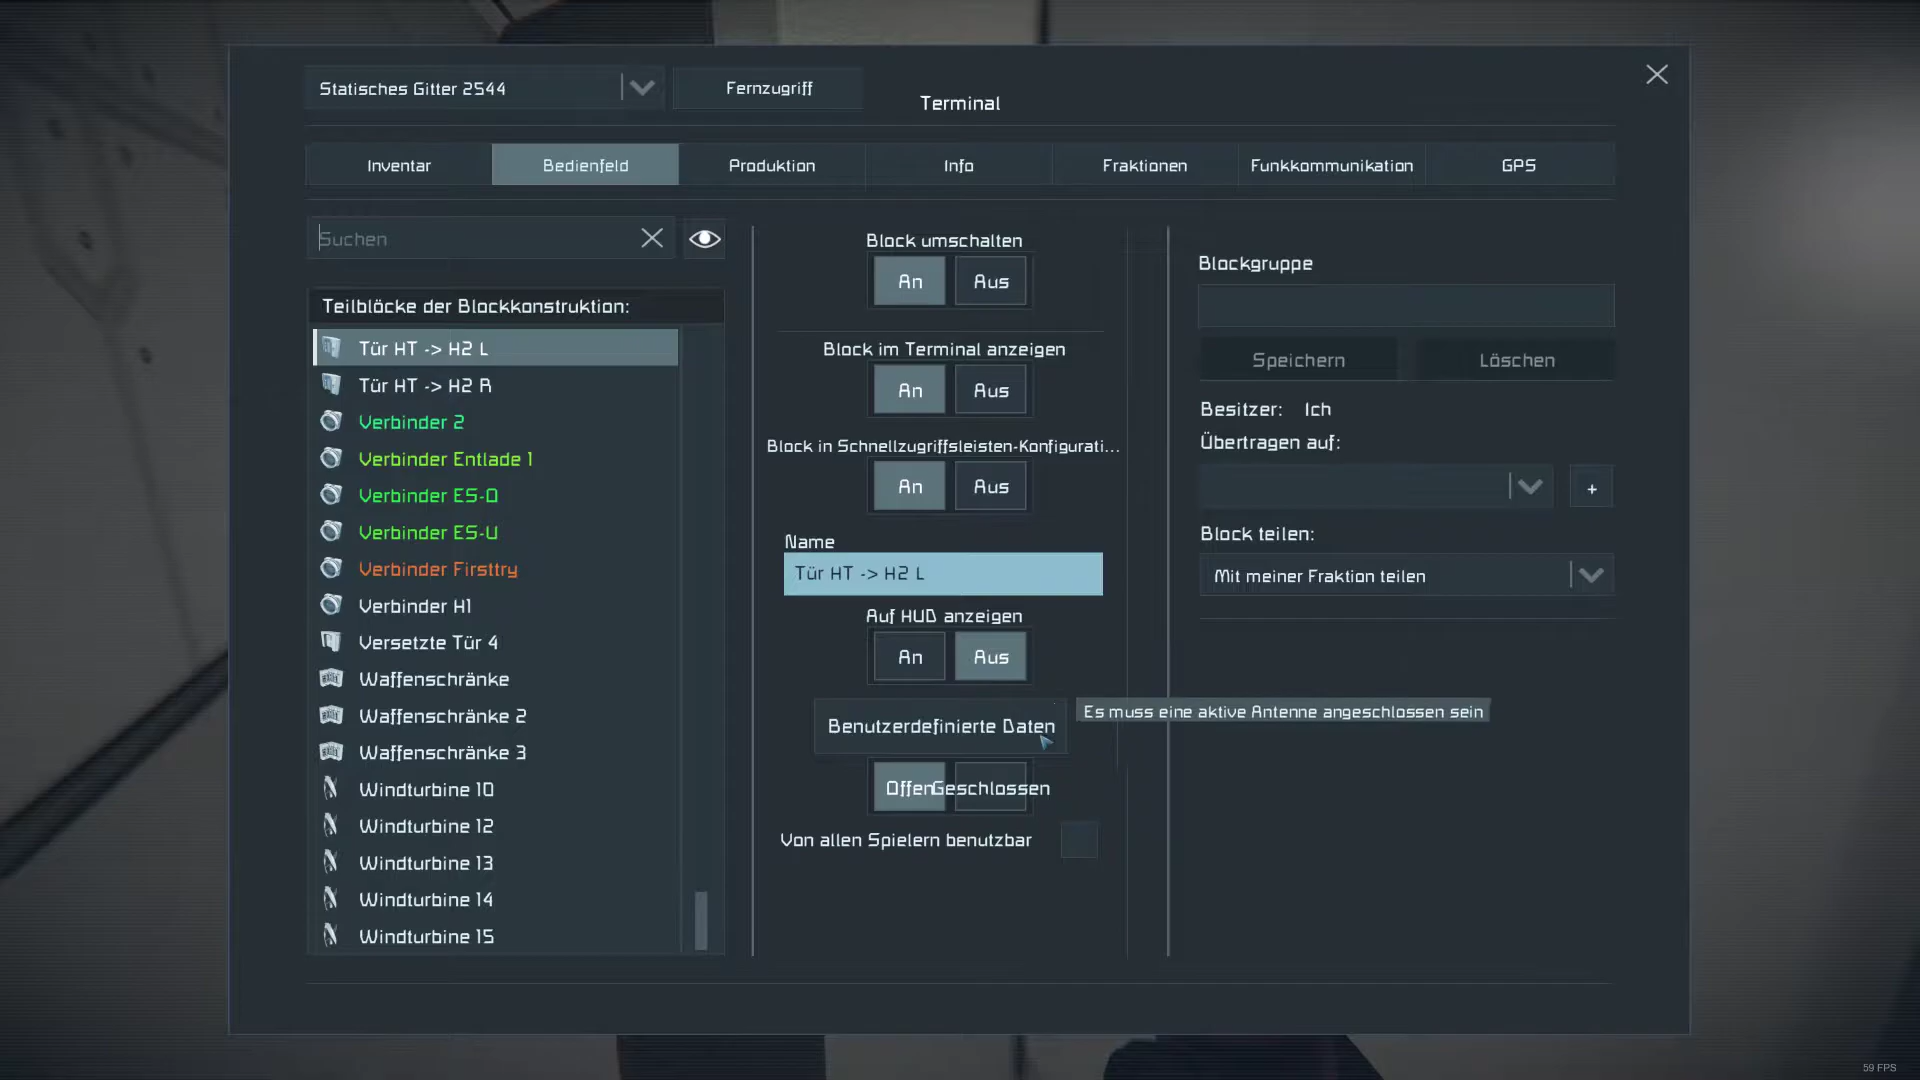 Statisches Gitter 2544
Fernzugriff
Terminal
Inventar
Bedienfeld
Produktion
Info
Fraktionen
Funkkommunikation
GPS
Suchen
Teilblöcke der Blockkonstruktion:
Tür HT -> H2 L
Tür HT -> H2 R
Verbinder 2
Verbinder Entlade 1
Verbinder ES-O
Verbinder ES-U
Verbinder Firsttry
Verbinder H1
Versetzte Tür 4
Waffenschränke
Waffenschränke 2
Waffenschränke 3
Windturbine 10
Windturbine 12
Windturbine 13
Windturbine 14
Windturbine 15
Block umschalten
An Aus
Block im Terminal anzeigen
An Aus
Block in Schnellzugriffsleisten-Konfigurati...
An Aus
Name
Tür HT -> H2 L
Auf HUD anzeigen
An Aus
Benutzerdefinierte Daten
Es muss eine aktive Antenne angeschlossen sein
Offen Geschlossen
Von allen Spielern benutzbar
Blockgruppe
Speichern Löschen
Besitzer: Ich
Übertragen auf:
+
Block teilen:
Mit meiner Fraktion teilen
59 FPS